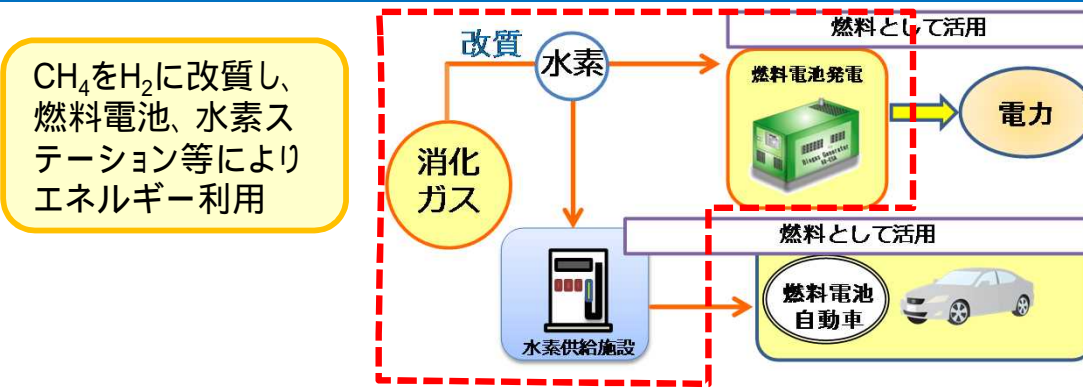 CH₄をH₂に改質し、
燃料電池、水素ス
テーション等により
エネルギー利用
改質
水素
燃料として活用
燃料電池発電
電力
消化
ガス
燃料として活用
燃料電池
自動車
水素供給施設